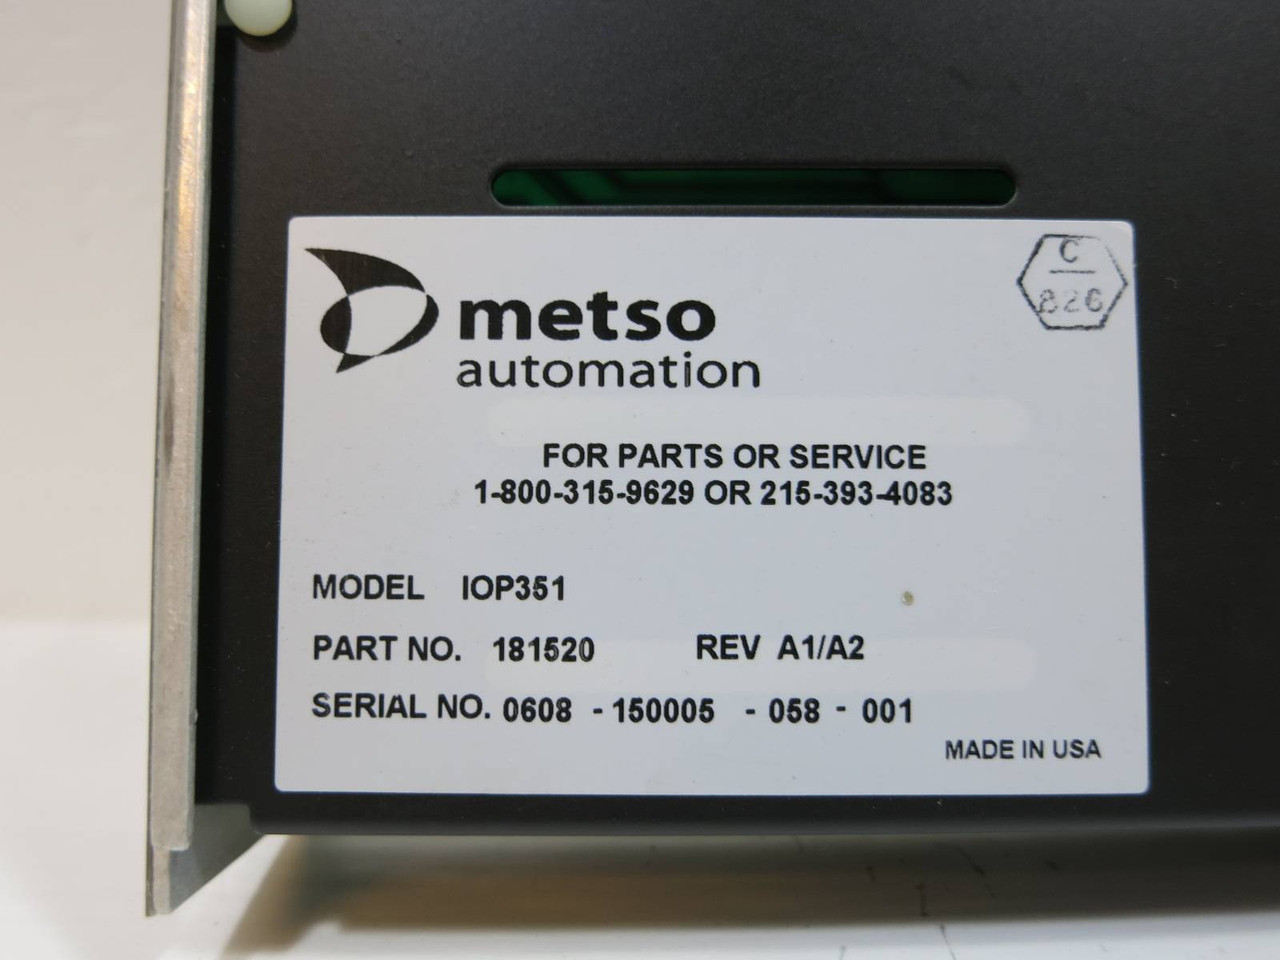 C
826
metso
automation
FOR PARTS OR SERVICE
1-800-315-9629 OR 215-393-4083
MODEL IOP351
PART NO. 181520 REV A1/A2
SERIAL NO. 0608 - 150005 - 058 - 001
MADE IN USA